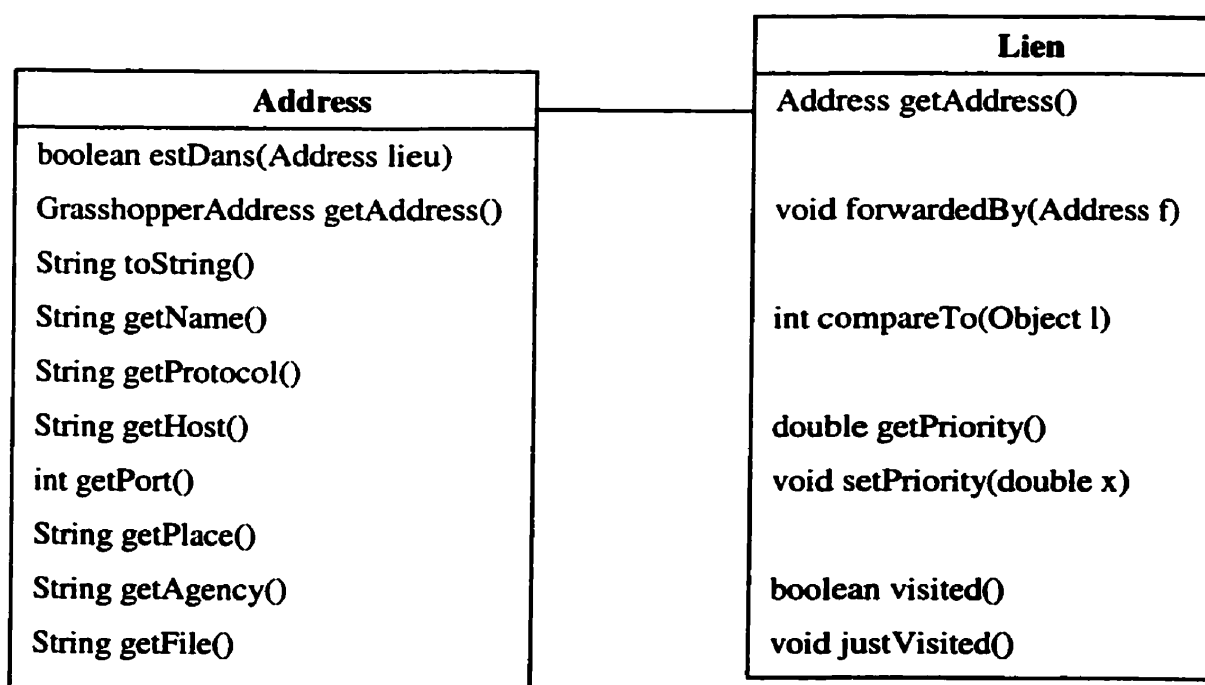 Address
boolean estDans(Address lieu)
GrasshopperAddress getAddress()
String toString()
String getName()
String getProtocol()
String getHost()
int getPort()
String getPlace()
String getAgency()
String getFile()
Lien
Address getAddress()
void forwardedBy(Address f)
int compareTo(Object l)
double getPriority()
void setPriority(double x)
boolean visited()
void justVisited()